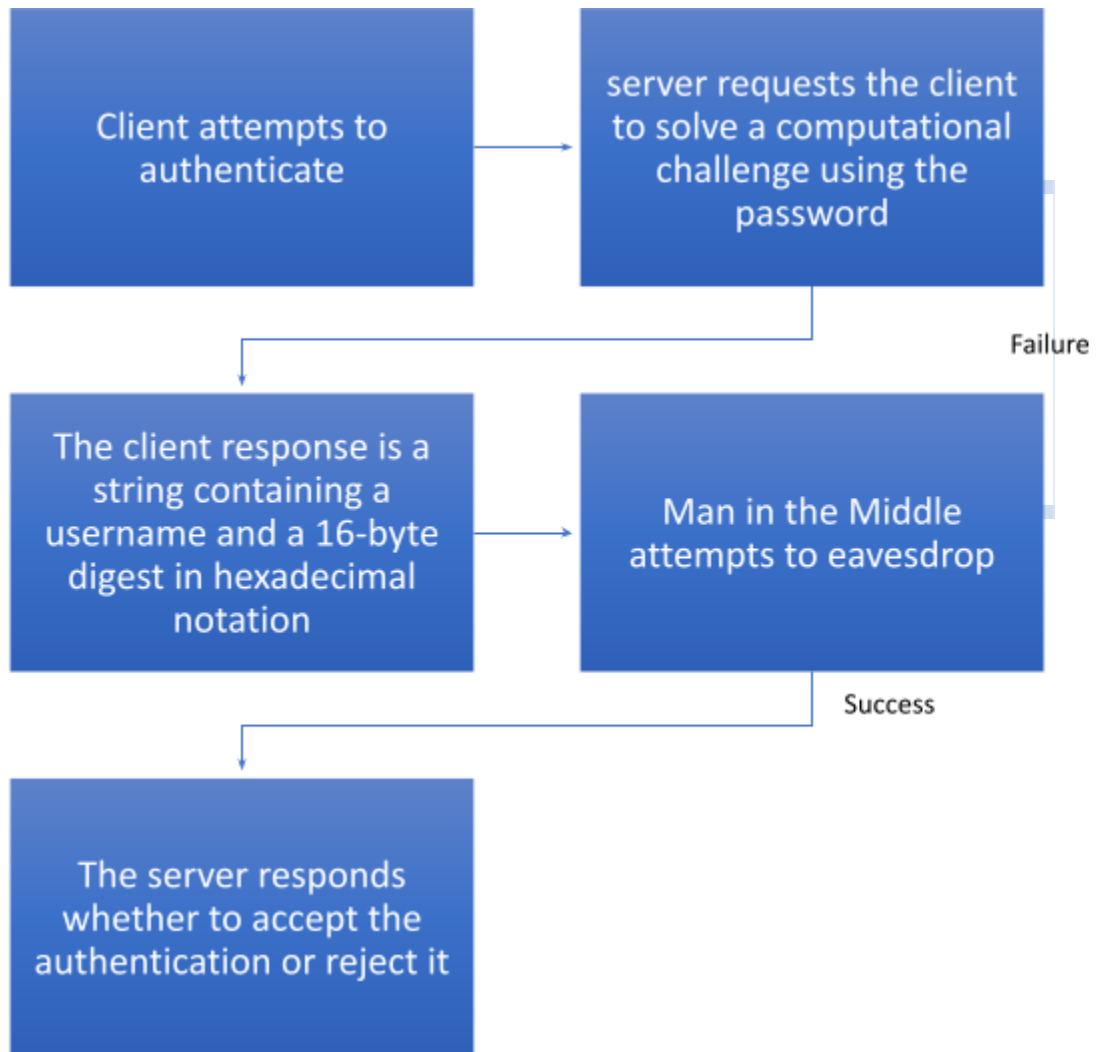 Client attempts to
authenticate
server requests the client
to solve a computational
challenge using the
password
Failure
The client response is a
string containing a
username and a 16-byte
digest in hexadecimal
notation
Man in the Middle
attempts to eavesdrop
Success
The server responds
whether to accept the
authentication or reject it